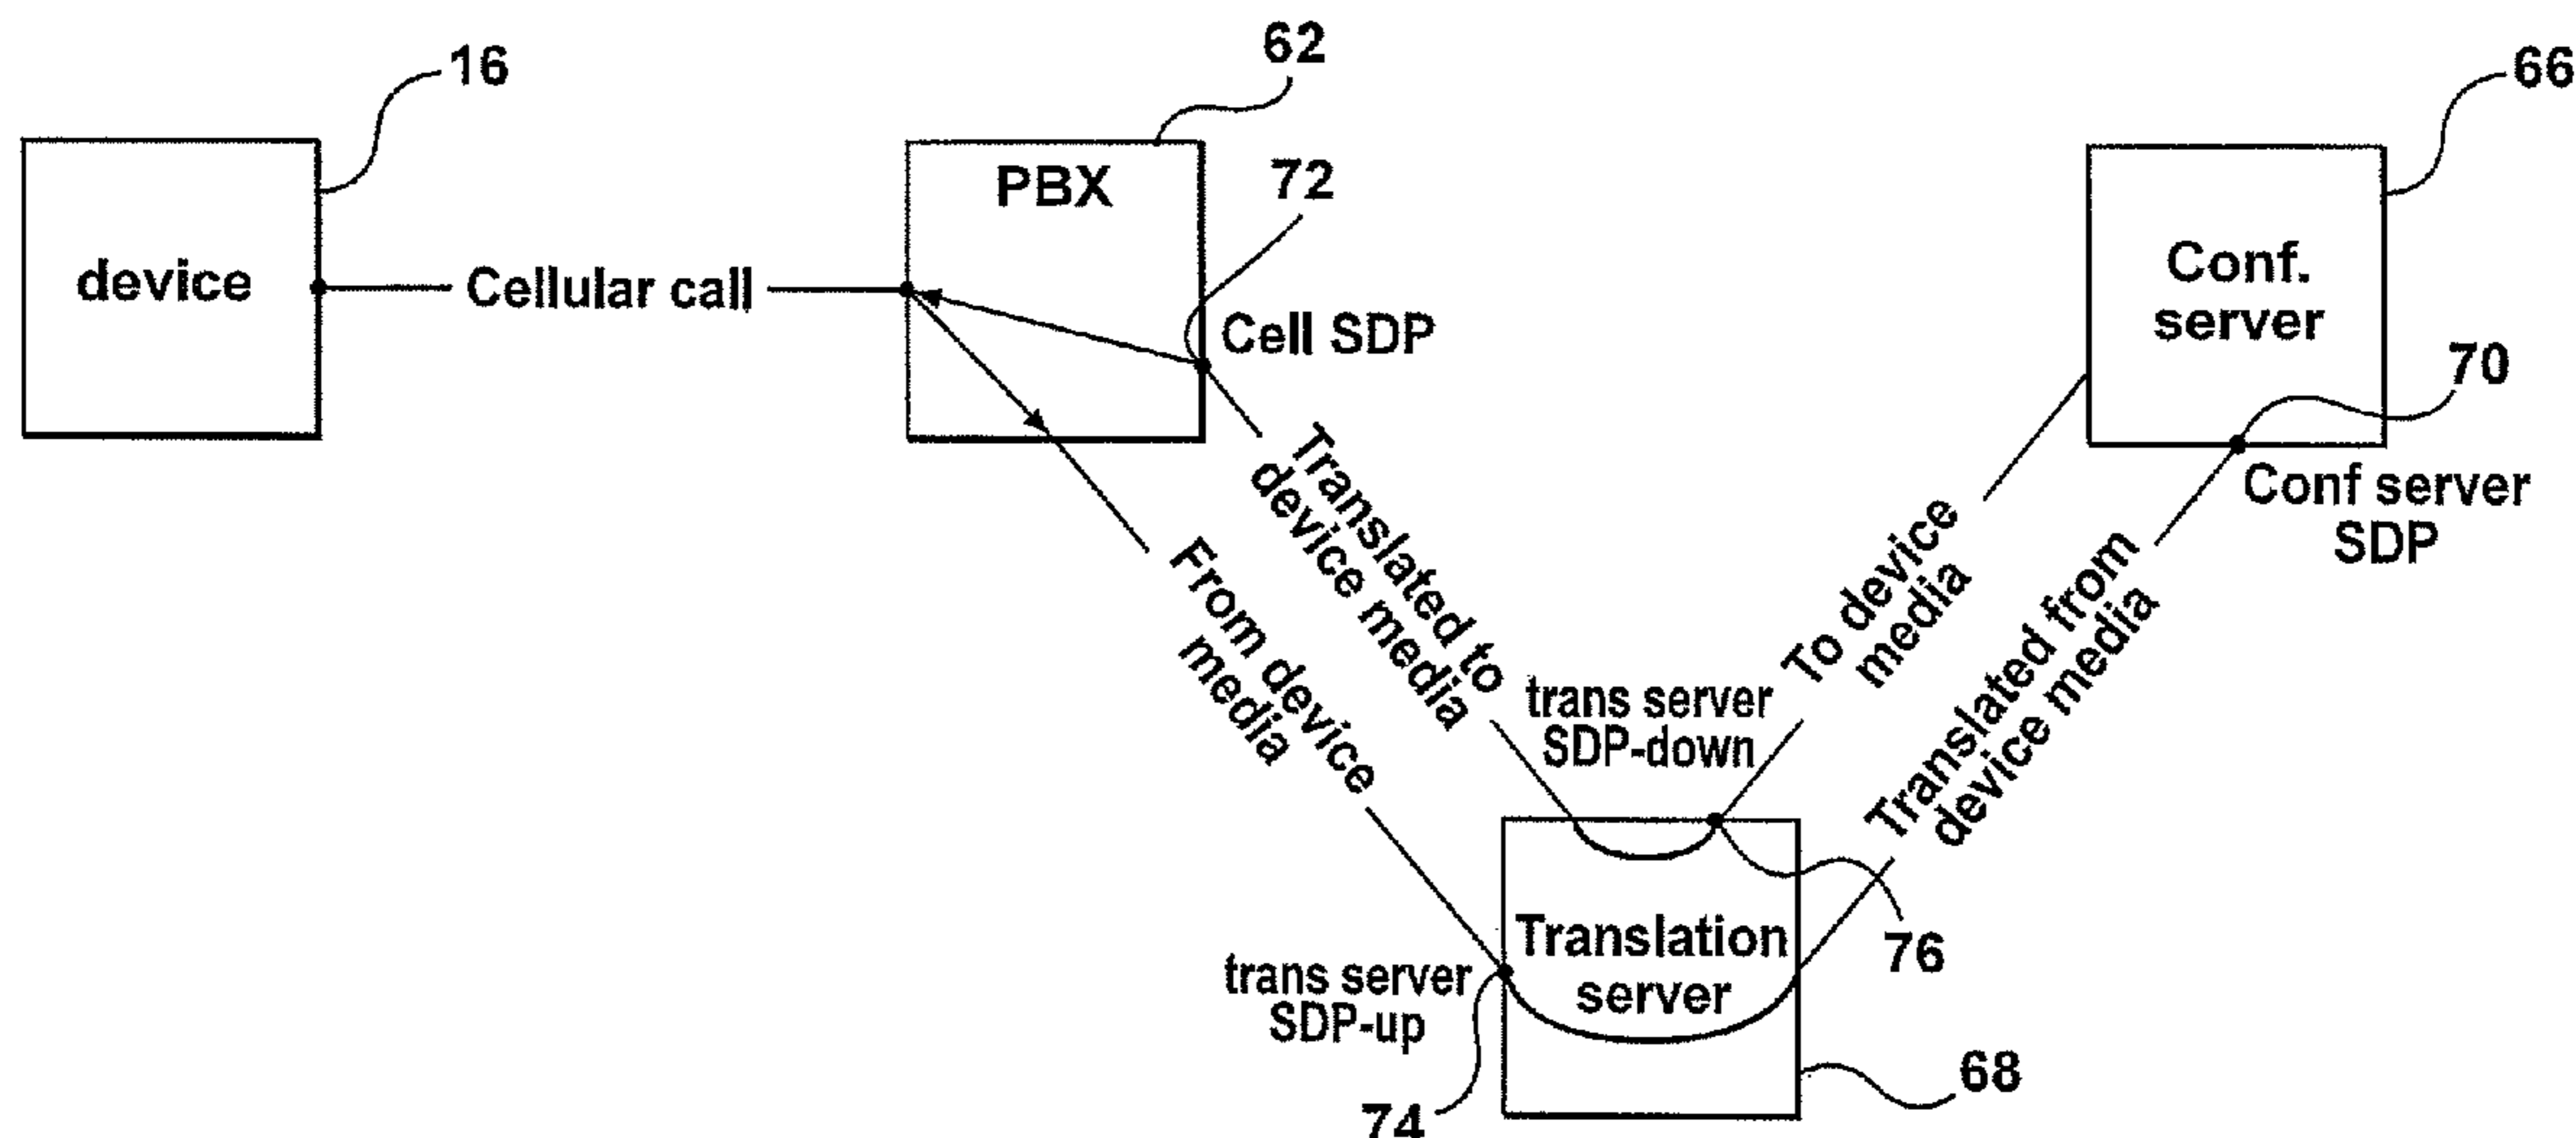 16
62
66
device
PBX
72
Cellular call
Cell SDP
Conf.
server
70
Conf server
SDP
Translated to
device media
From device
media
To device
media
Translated from
device media
trans server
SDP-down
Translation
server
76
trans server
SDP-up
68
74